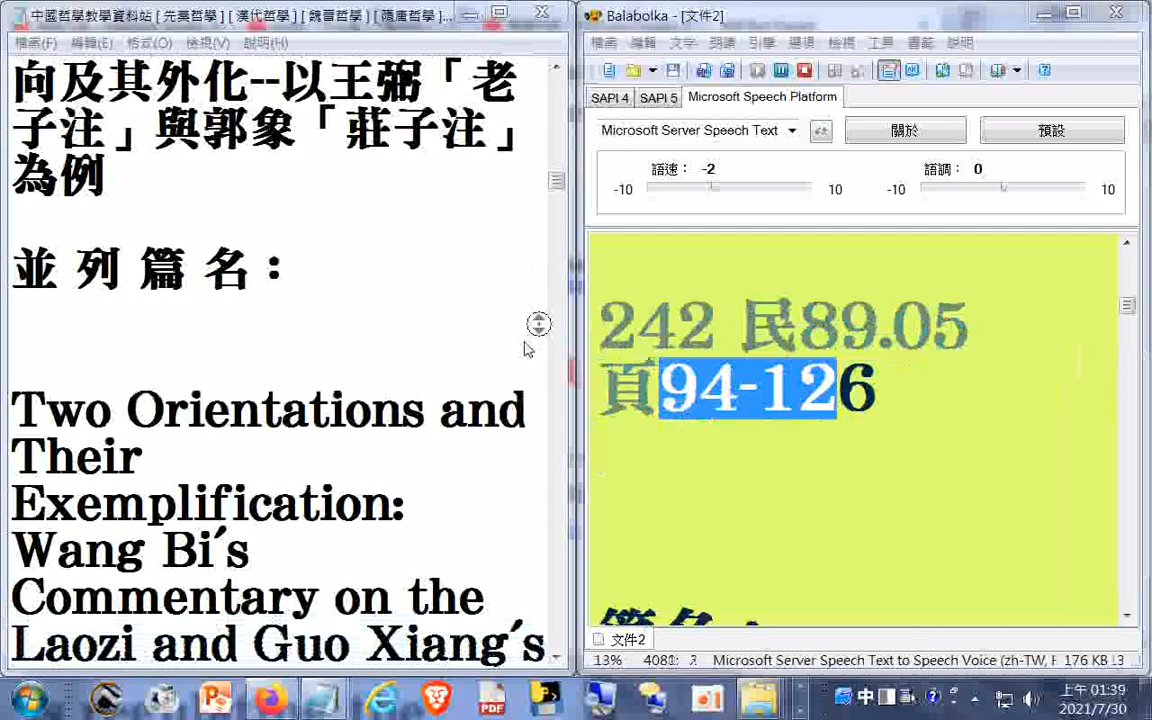 中國哲學教學資料站 [ 先秦哲學 ] [ 漢代哲學 ] [ 魏晉哲學 ] [ 隋唐哲學 ]...
檔案(F) 編輯(E) 格式(O) 檢視(V) 說明(H)
向及其外化--以王弼「老
子注」與郭象「莊子注」
為例
並 列 篇 名：
Two Orientations and
Their
Exemplification:
Wang Bi's
Commentary on the
Laozi and Guo Xiang's
Balabolka - [文件2]
檔案 編輯 文字 朗讀 引擎 選項 檢視 工具 書籤 說明
SAPI 4 SAPI 5 Microsoft Speech Platform
Microsoft Server Speech Text 關於 預設
語速： -2 語調： 0
-10 10 -10 10
242 民89.05
頁94-126
文件2
13% 4081: Microsoft Server Speech Text to Speech Voice (zh-TW, 176 KB
中 上午 01:39
2021/7/30